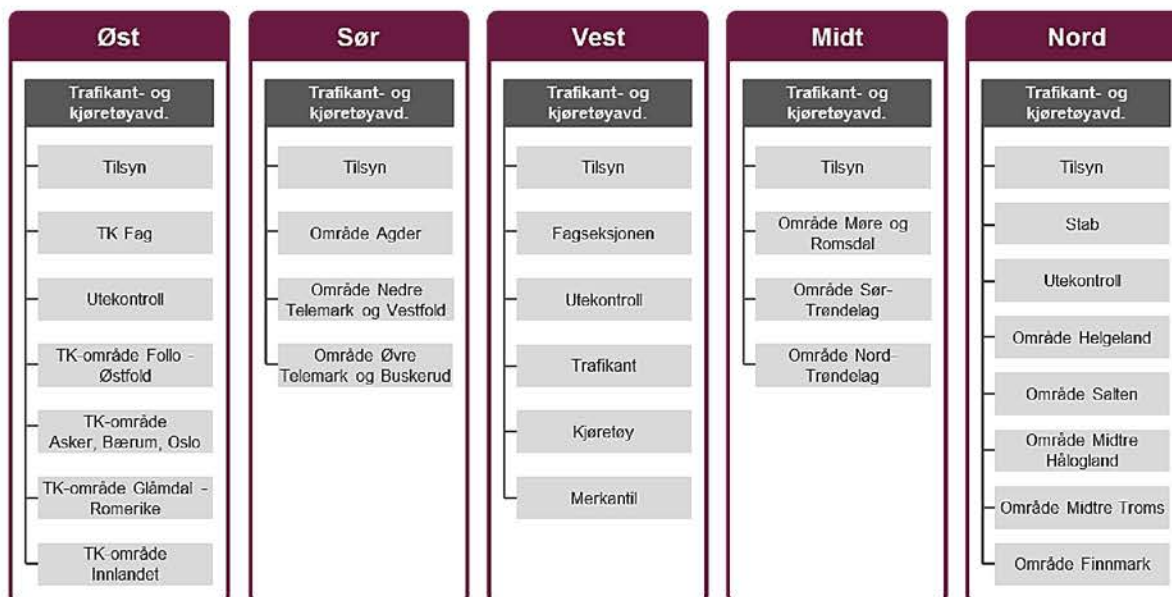 Øst
Trafikant- og
kjøretøyavd.
Tilsyn
TK Fag
Utekontroll
TK-område Follo -
Østfold
TK-område
Asker, Bærum, Oslo
TK-område Glåmdal -
Romerike
TK-område
Innlandet
Sør
Trafikant- og
kjøretøyavd.
Tilsyn
Område Agder
Område Nedre
Telemark og Vestfold
Område Øvre
Telemark og Buskerud
Vest
Trafikant- og
kjøretøyavd.
Tilsyn
Fagseksjonen
Utekontroll
Trafikant
Kjøretøy
Merkantil
Midt
Trafikant- og
kjøretøyavd.
Tilsyn
Område Møre og
Romsdal
Område Sør-
Trøndelag
Område Nord-
Trøndelag
Nord
Trafikant- og
kjøretøyavd.
Tilsyn
Stab
Utekontroll
Område Helgeland
Område Salten
Område Midtre
Hålogland
Område Midtre Troms
Område Finnmark